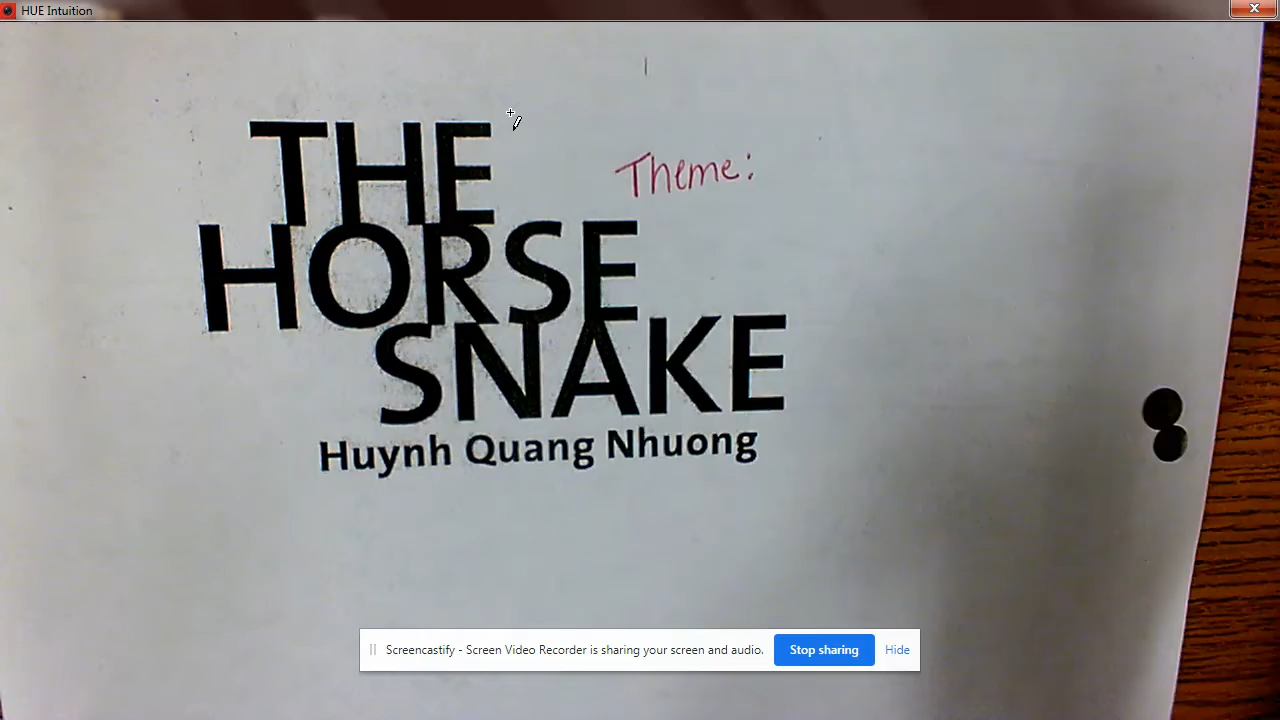 HUE Intuition
THE
Theme:
HORSE
SNAKE
Huynh Quang Nhuong
Screencastify - Screen Video Recorder is sharing your screen and audio.
Stop sharing
Hide